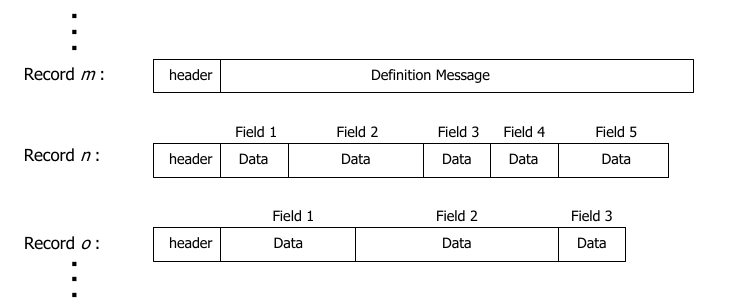 Record m :
header
Definition Message
Field 1 Field 2 Field 3 Field 4 Field 5
Record n :
header Data Data Data Data Data
Field 1 Field 2 Field 3
Record o :
header Data Data Data